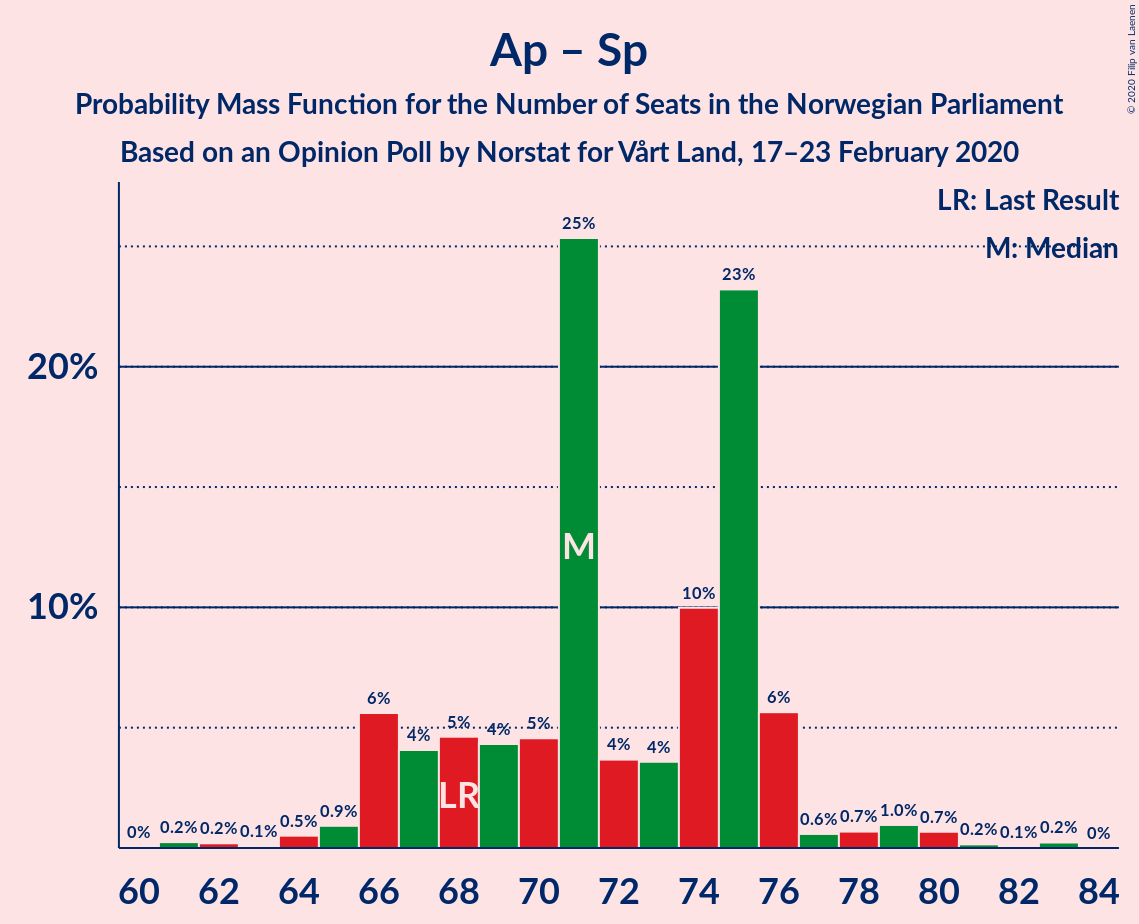 Ap – Sp
Probability Mass Function for the Number of Seats in the Norwegian Parliament
Based on an Opinion Poll by Norstat for Vårt Land, 17–23 February 2020
© 2020 Filip van Laenen
LR: Last Result
M: Median
20%
10%
0% 0.2% 0.2% 0.1% 0.5% 0.9% 6% 4% 5% 4% 5% 25% 4% 4% 10% 23% 6% 0.6% 0.7% 1.0% 0.7% 0.2% 0.1% 0.2% 0%
M
LR
60 62 64 66 68 70 72 74 76 78 80 82 84